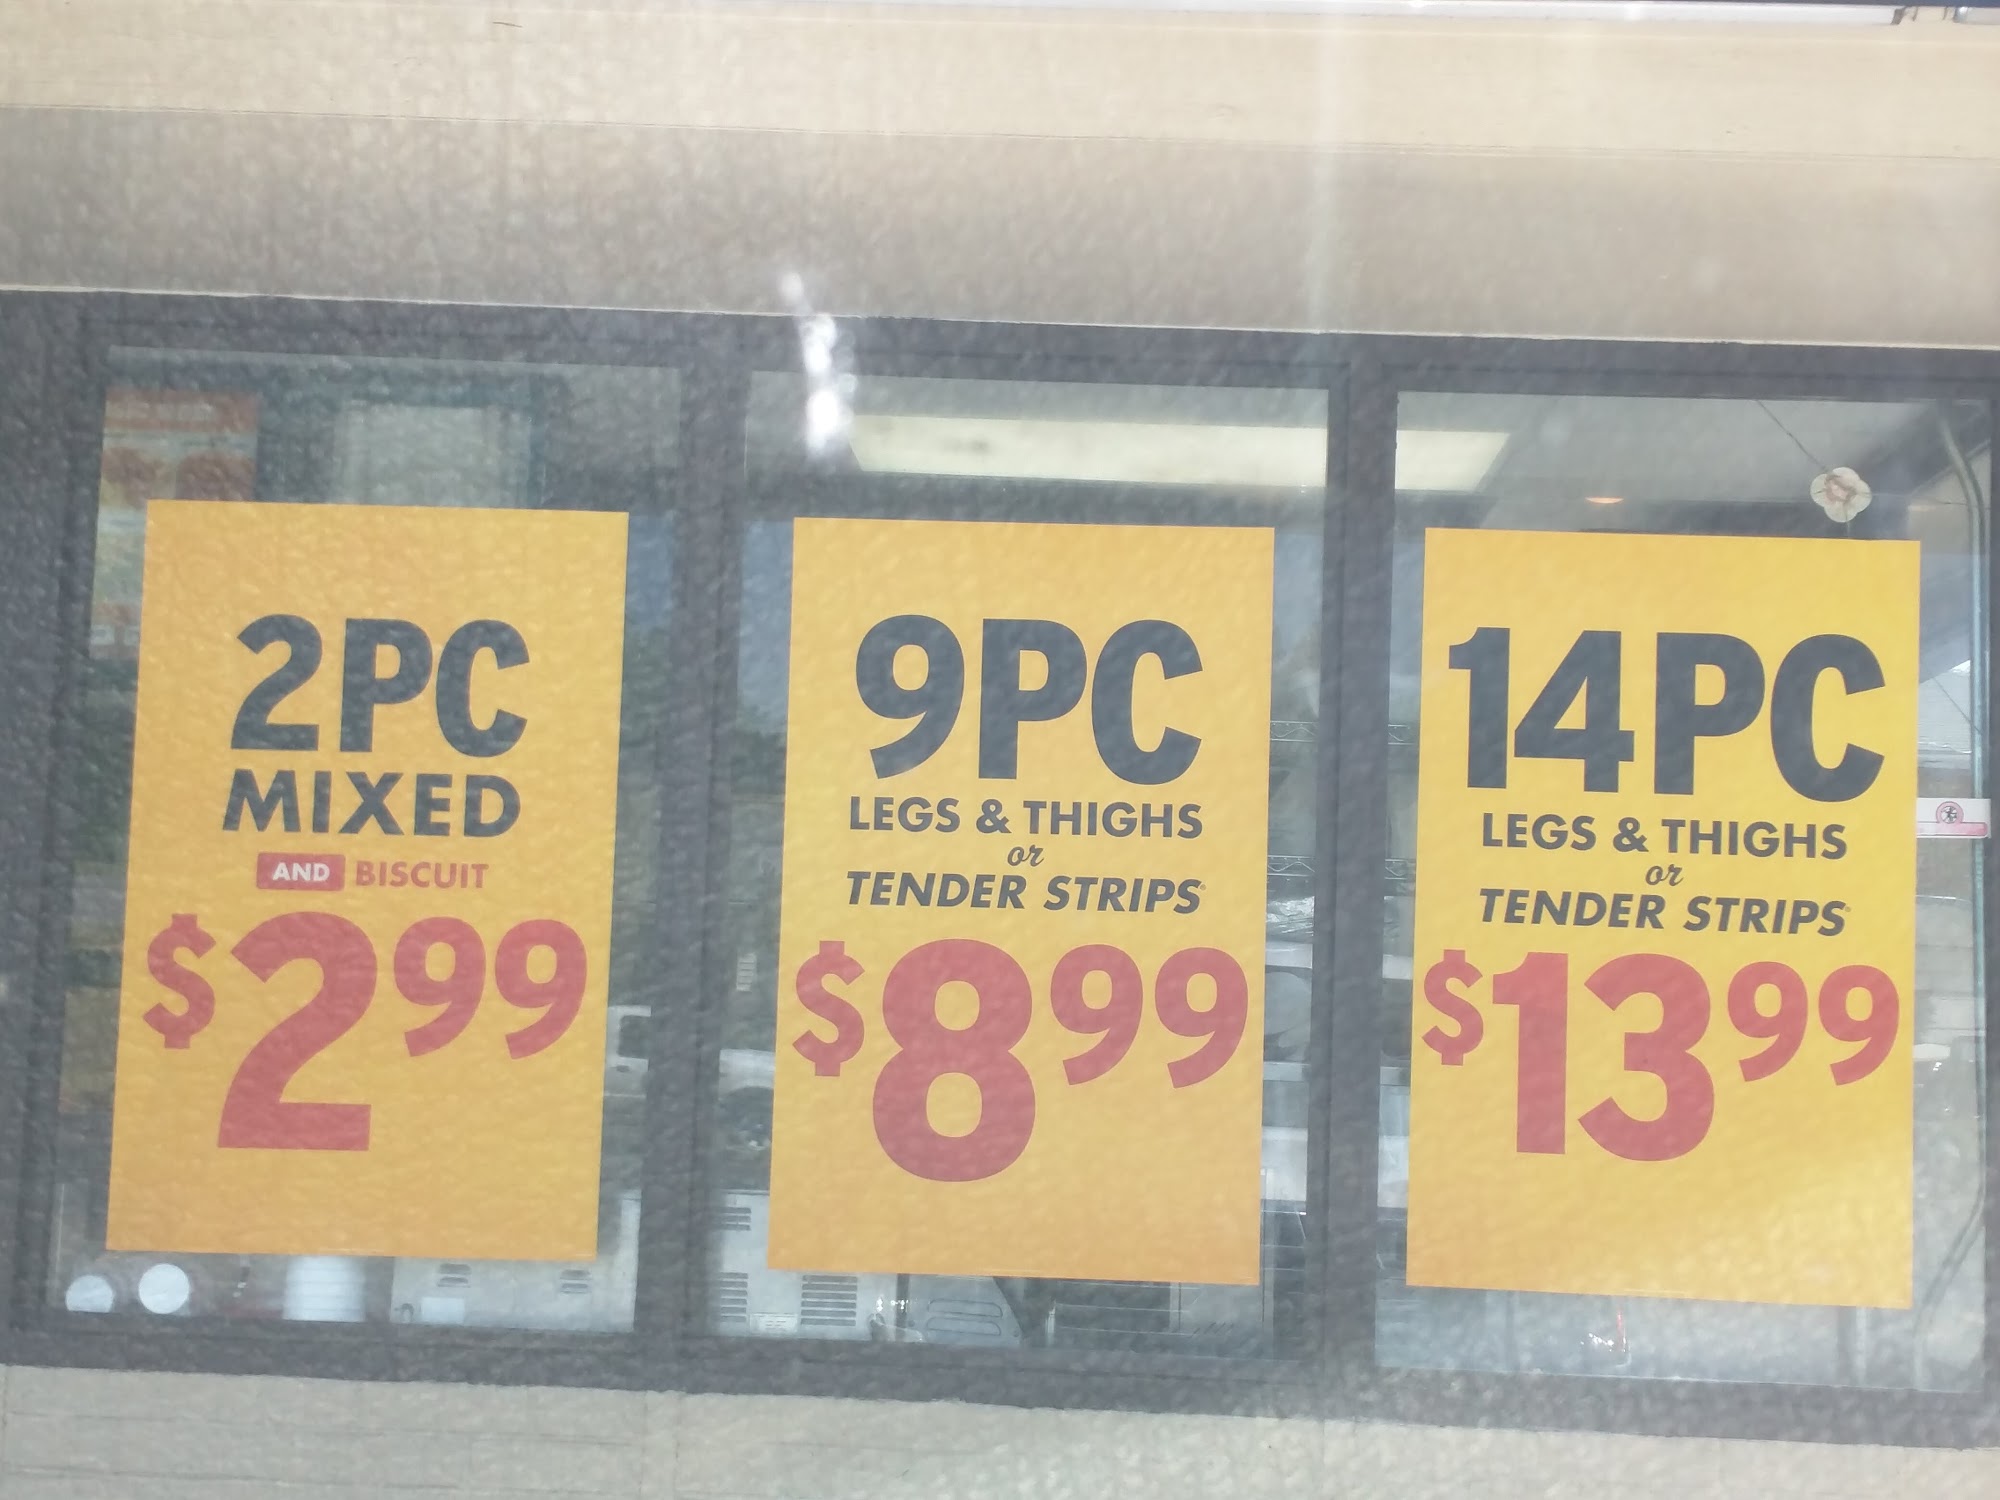 2PC
MIXED
AND BISCUIT
$2.99
9PC
LEGS & THIGHS
or
TENDER STRIPS®
$8.99
14PC
LEGS & THIGHS
or
TENDER STRIPS®
$13.99